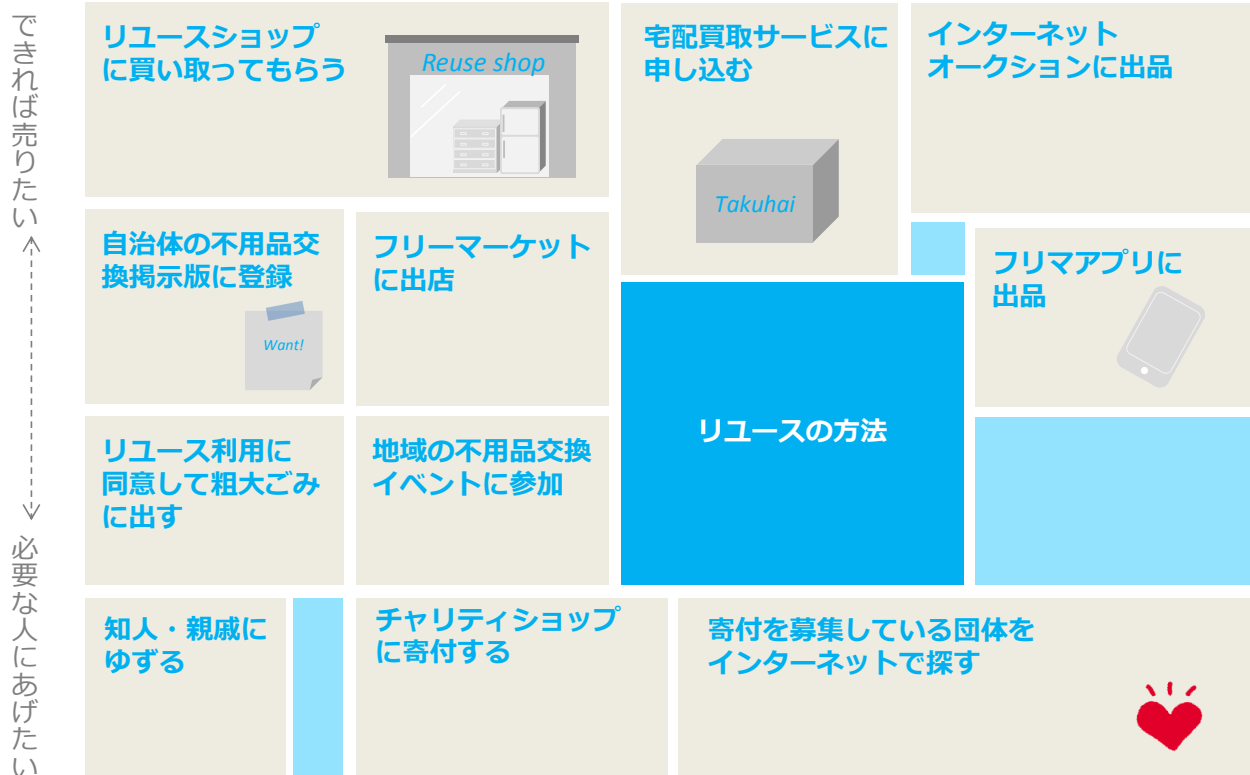 できれば売りたい
必要な人にあげたい
リユースショップ
に買い取ってもらう
Reuse shop
宅配買取サービスに
申し込む
Takuhai
インターネット
オークションに出品
自治体の不用品交
換掲示版に登録
Want!
フリーマーケット
に出店
フリマアプリに
出品
リユースの方法
リユース利用に
同意して粗大ごみ
に出す
地域の不用品交換
イベントに参加
知人・親戚に
ゆずる
チャリティショップ
に寄付する
寄付を募集している団体を
インターネットで探す